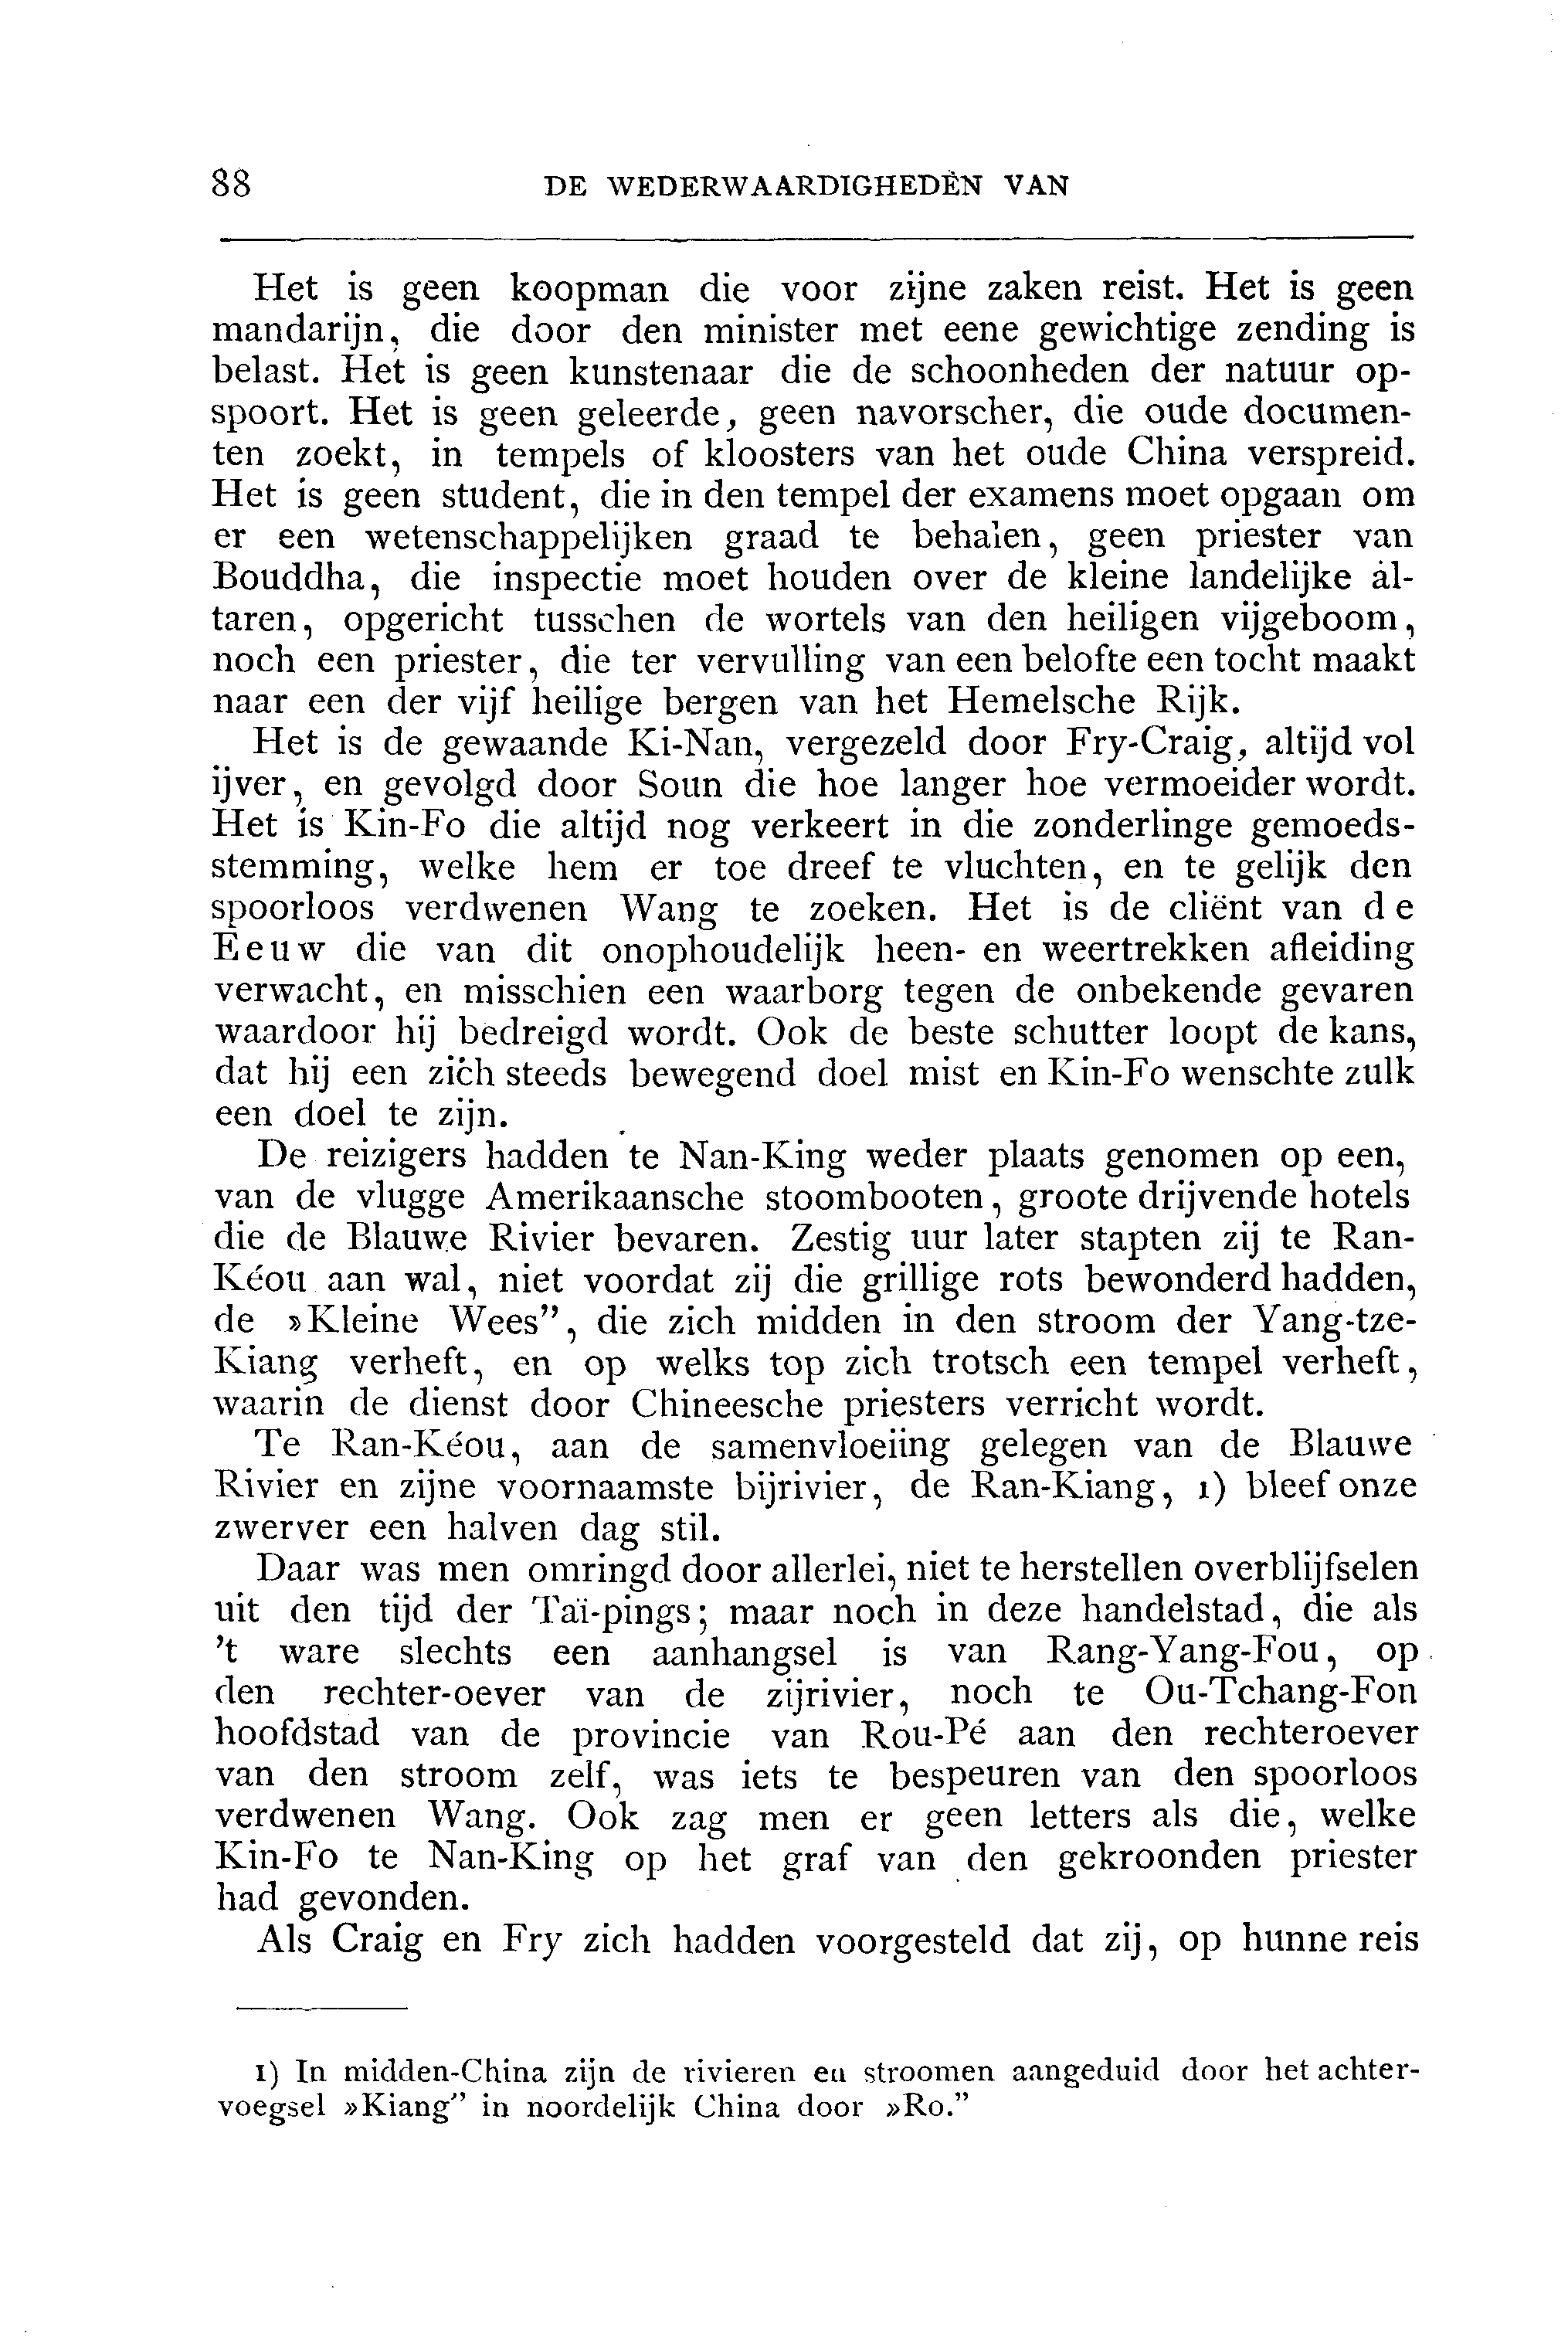 88 DE WEDERWAARDIGHEDEN VAN
Het is geen koopman die voor zijne zaken reist. Het is geen
mandarijn, die door den minister met eene gewichtige zending is
belast. Het is geen kunstenaar die de schoonheden der natuur op-
spoort. Het is geen geleerde, geen navorscher, die oude documen-
ten zoekt, in tempels of kloosters van het oude China verspreid.
Het is geen student, die in den tempel der examens moet opgaan om
er een wetenschappelijken graad te behalen, geen priester van
Bouddha, die inspectie moet houden over de kleine landelijke al-
taren, opgericht tusschen de wortels van den heiligen vijgeboom,
noch een priester, die ter vervulling van een belofte een tocht maakt
naar een der vijf heilige bergen van het Hemelsche Rijk.
Het is de gewaande Ki-Nan, vergezeld door Fry-Craig, altijd vol
ijver, en gevolgd door Soun die hoe langer hoe vermoeider wordt.
Het is Kin-Fo die altijd nog verkeert in die zonderlinge gemoeds-
stemming, welke hem er toe dreef te vluchten, en te gelijk den
spoorloos verdwenen Wang te zoeken. Het is de cliënt van de
Eeuw die van dit onophoudelijk heen- en weertrekken afleiding
verwacht, en misschien een waarborg tegen de onbekende gevaren
waardoor hij bedreigd wordt. Ook de beste schutter loopt de kans,
dat hij een zich steeds bewegend doel mist en Kin-Fo wenschte zulk
een doel te zijn.
De reizigers hadden te Nan-King weder plaats genomen op een,
van de vlugge Amerikaansche stoombooten, groote drijvende hotels
die de Blauwe Rivier bevaren. Zestig uur later stapten zij te Ran-
Kéou aan wal, niet voordat zij die grillige rots bewonderd hadden,
de »Kleine Wees", die zich midden in den stroom der Yang-tze-
Kiang verheft, en op welks top zich trotsch een tempel verheft,
waarin de dienst door Chineesche priesters verricht wordt.
Te Ran-Kéou, aan de samenvloeiing gelegen van de Blauwe
Rivier en zijne voornaamste bijrivier, de Ran-Kiang, 1) bleef onze
zwerver een halven dag stil.
Daar was men omringd door allerlei, niet te herstellen overblijfselen
uit den tijd der Taï-pings; maar noch in deze handelstad, die als
't ware slechts een aanhangsel is van Rang-Yang-Fou, op
den rechter-oever van de zijrivier, noch te Ou-Tchang-Fon
hoofdstad van de provincie van Rou-Pé aan den rechteroever
van den stroom zelf, was iets te bespeuren van den spoorloos
verdwenen Wang. Ook zag men er geen letters als die, welke
Kin-Fo te Nan-King op het graf van den gekroonden priester
had gevonden.
Als Craig en Fry zich hadden voorgesteld dat zij, op hunne reis
1) In midden-China zijn de rivieren en stroomen aangeduid door het achter-
voegsel »Kiang" in noordelijk China door »Ro."